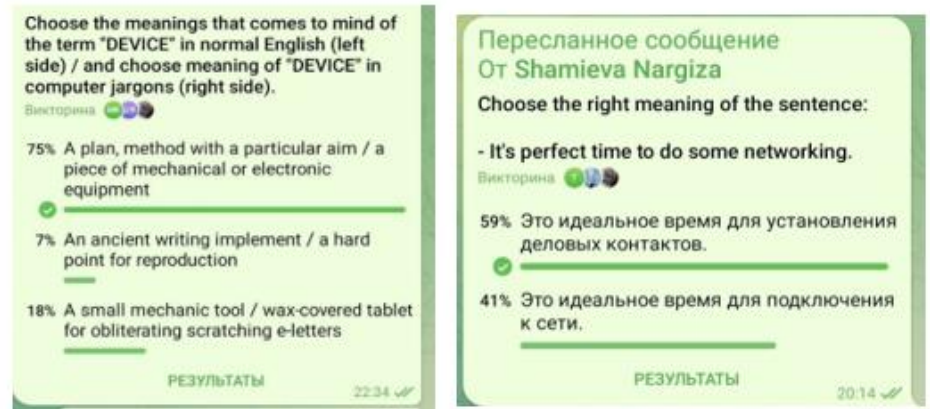 Choose the meanings that comes to mind of
the term "DEVICE" in normal English (left
side) / and choose meaning of "DEVICE" in
computer jargons (right side).
Викторина
75% A plan, method with a particular aim / a
piece of mechanical or electronic
equipment
7% An ancient writing implement / a hard
point for reproduction
18% A small mechanic tool / wax-covered tablet
for obliterating scratching e-letters
РЕЗУЛЬТАТЫ
22:34
Пересланное сообщение
От Shamieva Nargiza
Choose the right meaning of the sentence:
- It's perfect time to do some networking.
Викторина
59% Это идеальное время для установления
деловых контактов.
41% Это идеальное время для подключения
к сети.
РЕЗУЛЬТАТЫ
20:14